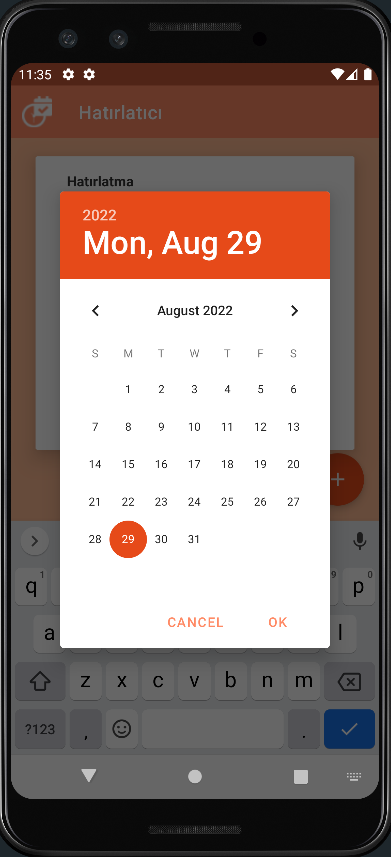 11:35
Hatırlatıcı
Hatırlatma
2022
Mon, Aug 29
August 2022
S M T W T F S
1 2 3 4 5 6
7 8 9 10 11 12 13
14 15 16 17 18 19 20
21 22 23 24 25 26 27
28 29 30 31
CANCEL OK
+
q 1 9 p
a l
z x c v b n m
?123 , .